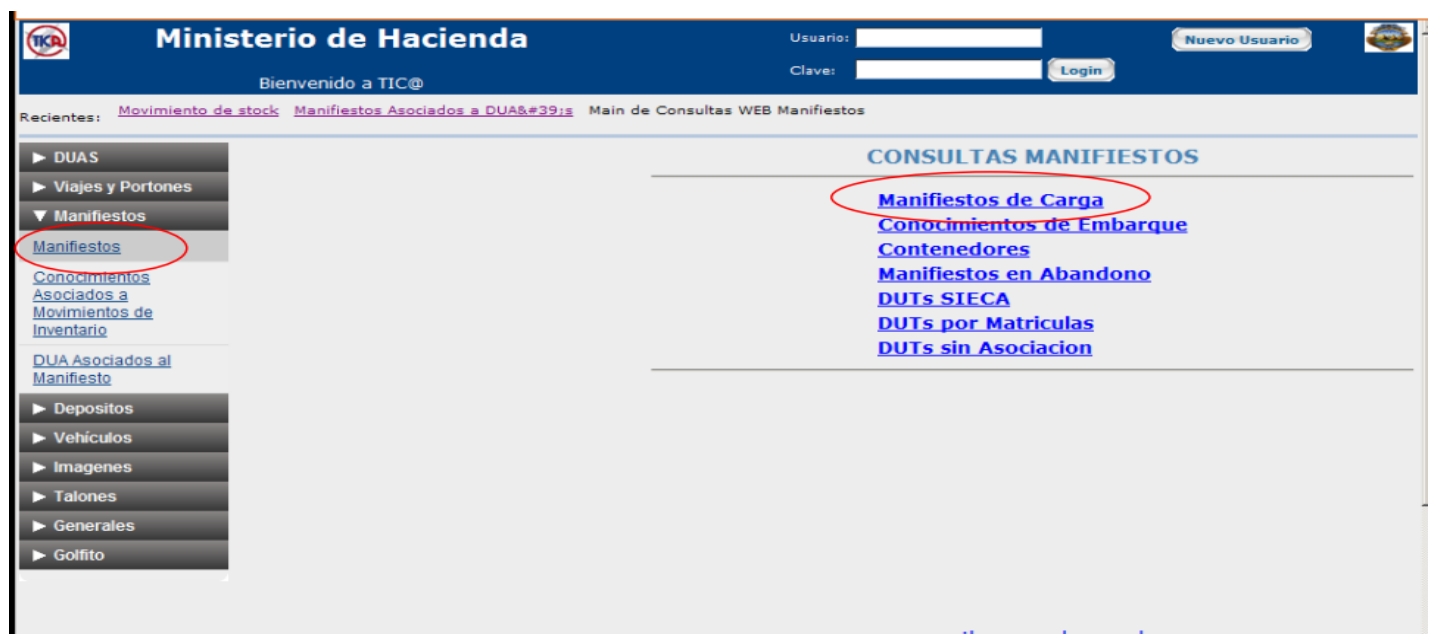 TICA
Ministerio de Hacienda
Usuario:
Nuevo Usuario
Bienvenido a TIC@
Clave:
Login
Recientes: Movimiento de stock Manifiestos Asociados a DUA&#39;s Main de Consultas WEB Manifiestos
► DUAS
► Viajes y Portones
▼ Manifiestos
Manifiestos
Conocimientos
Asociados a
Movimientos de
Inventario
DUA Asociados al
Manifiesto
► Depositos
► Vehículos
► Imagenes
► Talones
► Generales
► Golfito
CONSULTAS MANIFIESTOS
Manifiestos de Carga
Conocimientos de Embarque
Contenedores
Manifiestos en Abandono
DUTs SIECA
DUTs por Matriculas
DUTs sin Asociacion